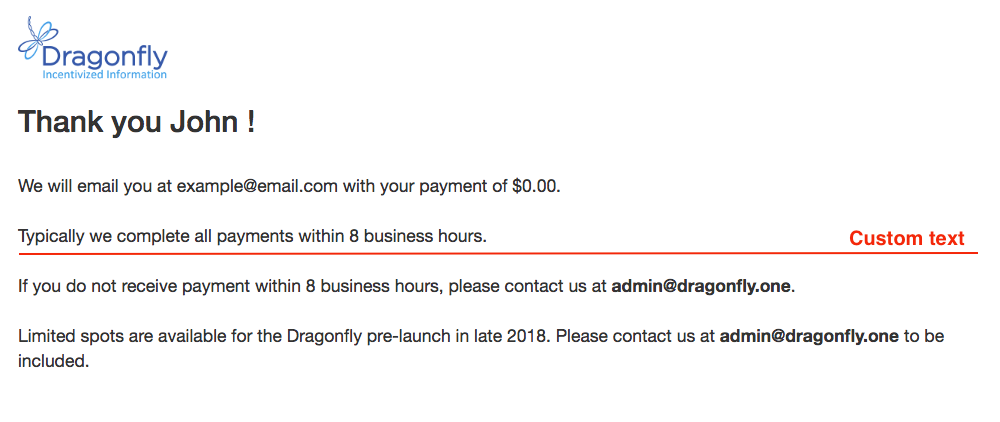 Dragonfly
Incentivized Information
Thank you John !
We will email you at example@email.com with your payment of $0.00.
Typically we complete all payments within 8 business hours.
Custom text
If you do not receive payment within 8 business hours, please contact us at admin@dragonfly.one.
Limited spots are available for the Dragonfly pre-launch in late 2018. Please contact us at admin@dragonfly.one to be
included.